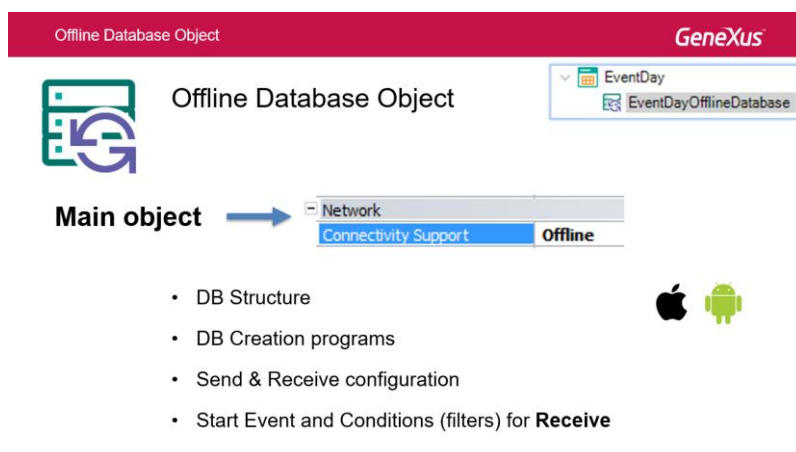 Offline Database Object
GeneXus
Offline Database Object
EventDay
EventDayOfflineDatabase
Main object
Network
Connectivity Support Offline
• DB Structure
• DB Creation programs
• Send & Receive configuration
• Start Event and Conditions (filters) for Receive